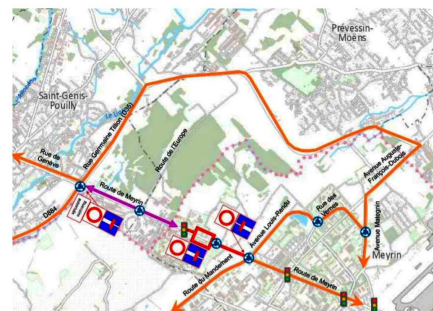 Prévessin-
Moëns
Saint-Genis-
Pouilly
Rue Germaine Tillion (D35)
Route de l'Europe
Rue de
Genève
Route de Meyrin
D884
Avenue Auguste-
François-Dubois
Avenue Louis-Rendu
Rue des
Vernes
Avenue Mategnin
Meyrin
Route du Mandement
Route de Meyrin